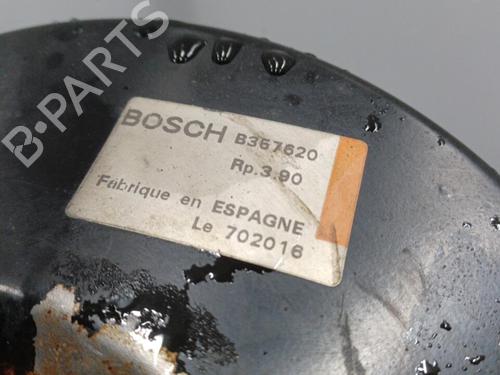 B-PARTS
BOSCH B367620
Rp.3.90
Fabrique en ESPAGNE
Le 702016